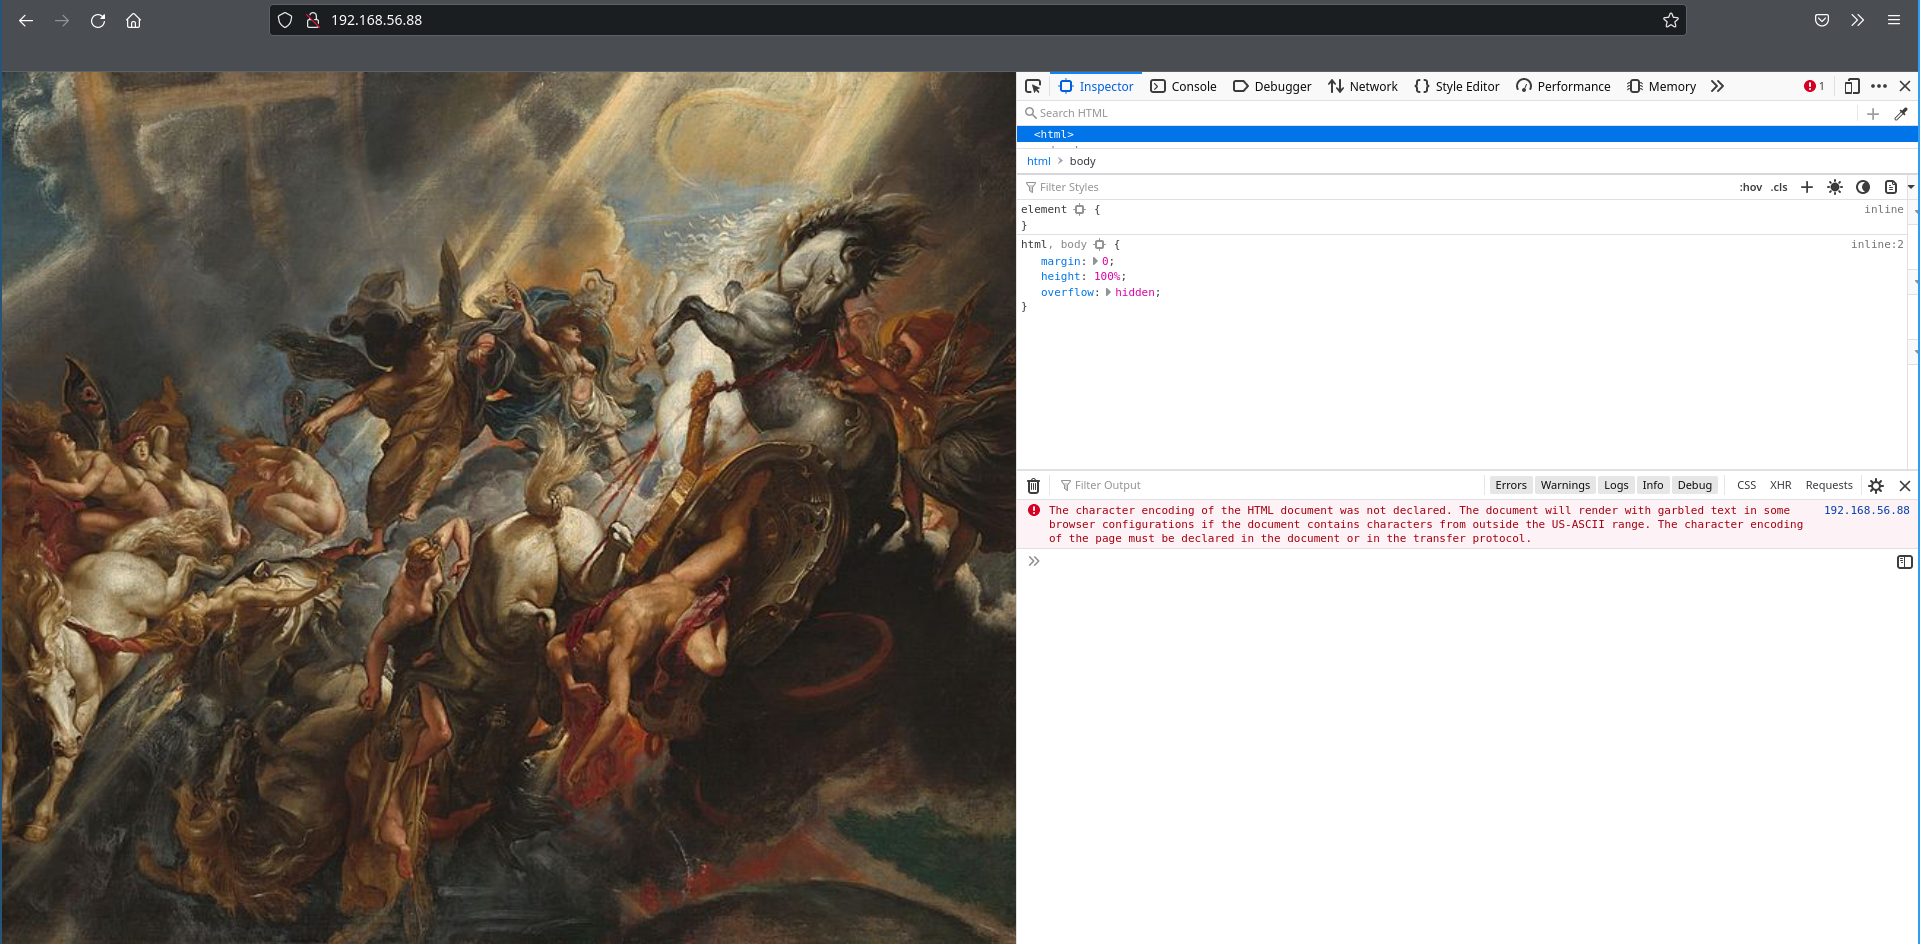 192.168.56.88
Inspector Console Debugger Network Style Editor Performance Memory 1
Search HTML
<html>
html body
Filter Styles :hov .cls
element { inline
}
html, body { inline:2
margin: 0;
height: 100%;
overflow: hidden;
}
Filter Output Errors Warnings Logs Info Debug CSS XHR Requests
The character encoding of the HTML document was not declared. The document will render with garbled text in some 192.168.56.88
browser configurations if the document contains characters from outside the US-ASCII range. The character encoding
of the page must be declared in the document or in the transfer protocol.